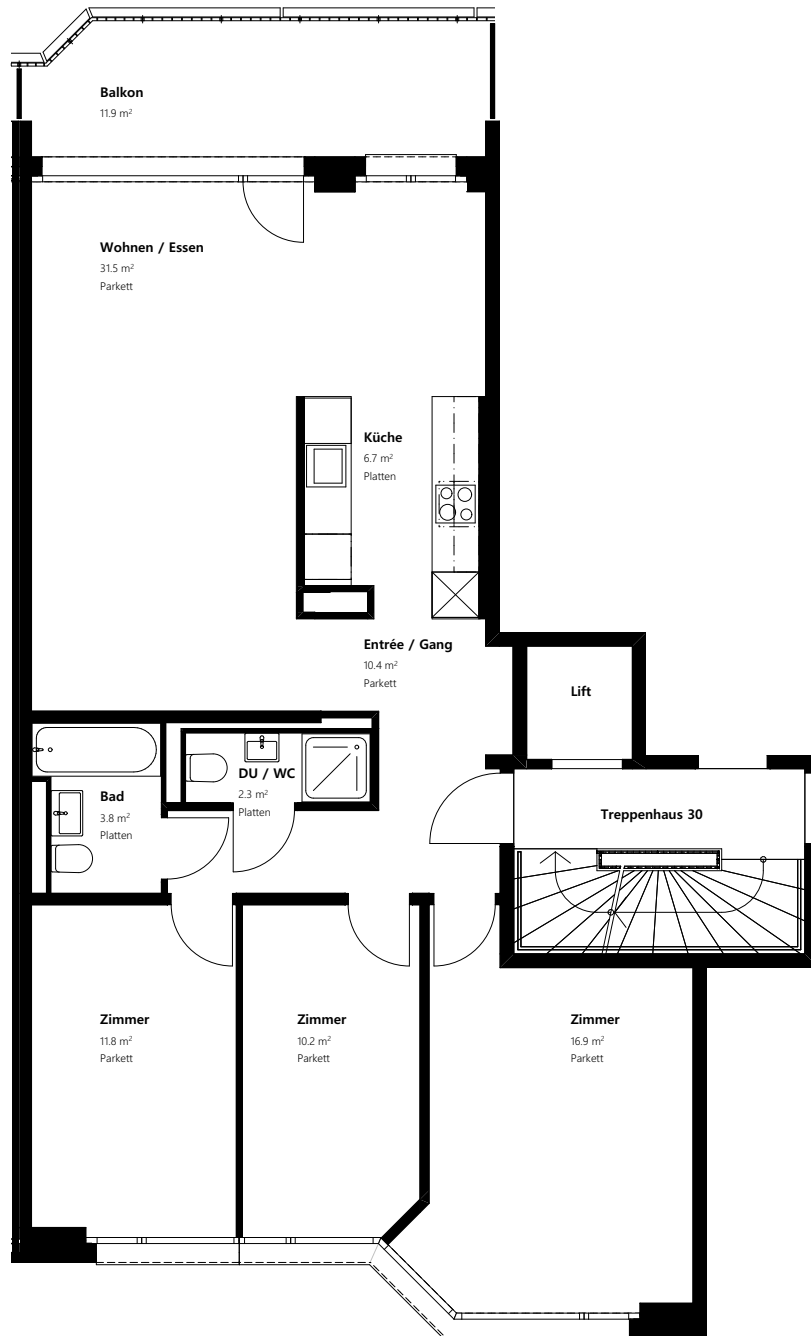 Balkon
11.9 m²
Wohnen / Essen
31.5 m²
Parkett
Küche
6.7 m²
Platten
Entrée / Gang
10.4 m²
Parkett
Lift
DU / WC
2.3 m²
Platten
Bad
3.8 m²
Platten
Treppenhaus 30
Zimmer
11.8 m²
Parkett
Zimmer
10.2 m²
Parkett
Zimmer
16.9 m²
Parkett